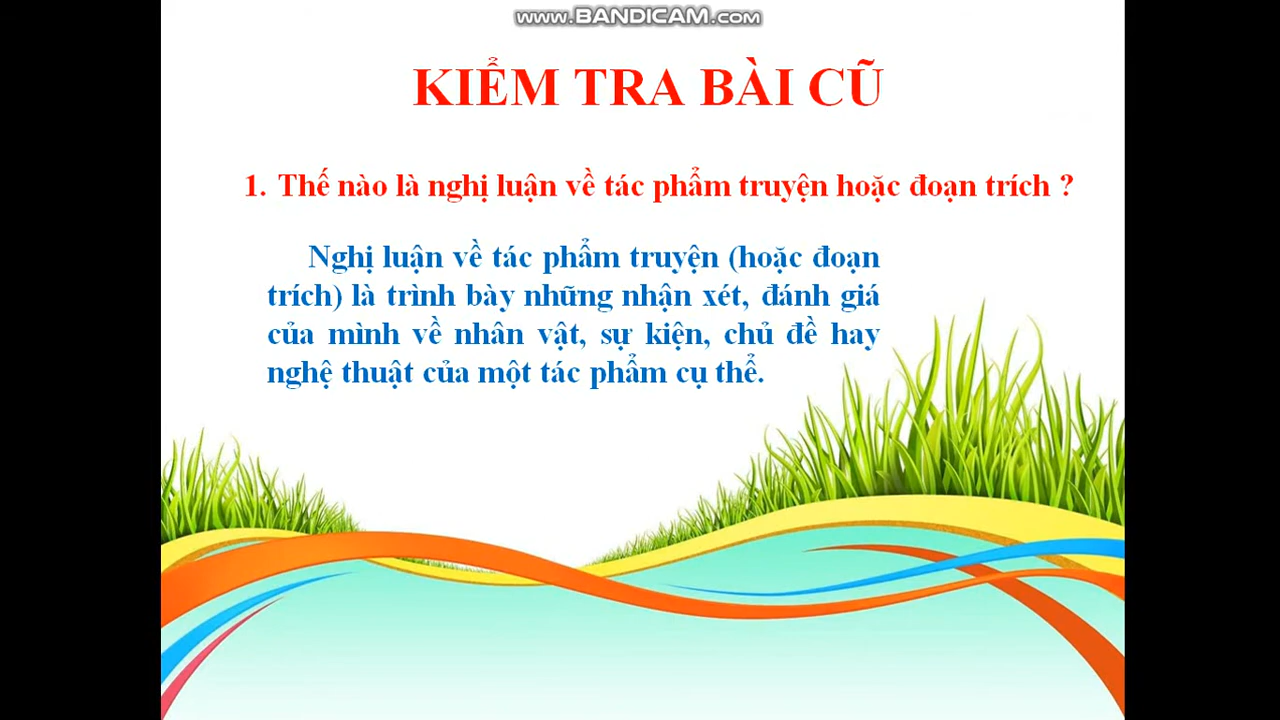 www.BANDICAM.com
KIỂM TRA BÀI CŨ
1. Thế nào là nghị luận về tác phẩm truyện hoặc đoạn trích ?
Nghị luận về tác phẩm truyện (hoặc đoạn
trích) là trình bày những nhận xét, đánh giá
của mình về nhân vật, sự kiện, chủ đề hay
nghệ thuật của một tác phẩm cụ thể.